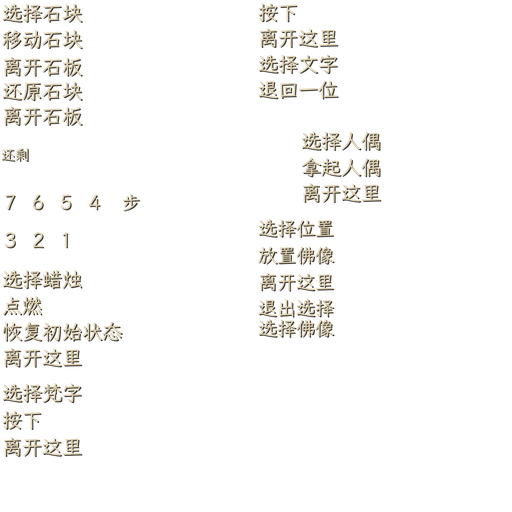 选择石块
移动石块
离开石板
还原石块
离开石板
还剩
7 6 5 4 步
3 2 1
选择蜡烛
点燃
恢复初始状态
离开这里
选择梵字
按下
离开这里
按下
离开这里
选择文字
退回一位
选择人偶
拿起人偶
离开这里
选择位置
放置佛像
离开这里
退出选择
选择佛像